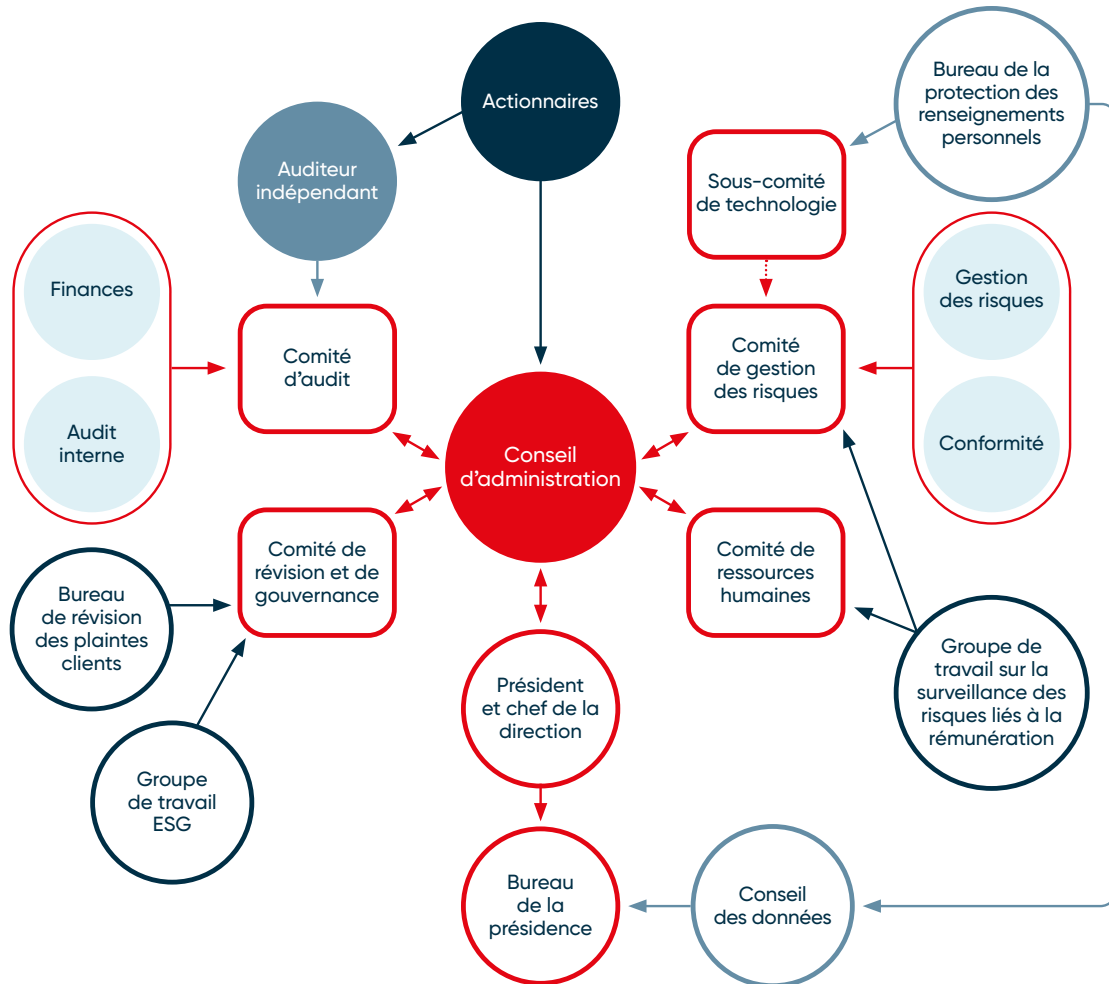 Actionnaires
Bureau de la
protection des
renseignements
personnels
Auditeur
indépendant
Sous-comité
de technologie
Finances
Gestion
des risques
Comité
d'audit
Comité
de gestion
des risques
Audit
interne
Conseil
d'administration
Conformité
Comité de
révision et de
gouvernance
Comité de
ressources
humaines
Bureau
de révision
des plaintes
clients
Président
et chef de la
direction
Groupe de
travail sur la
surveillance des
risques liés à la
rémunération
Groupe
de travail
ESG
Bureau
de la
présidence
Conseil
des données